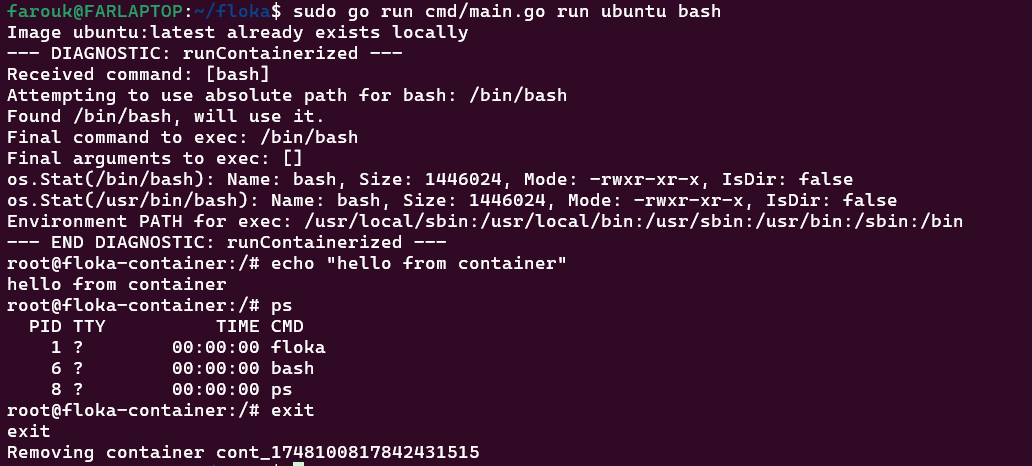 farouk@FARLAPTOP:~/floka$ sudo go run cmd/main.go run ubuntu bash
Image ubuntu:latest already exists locally
--- DIAGNOSTIC: runContainerized ---
Received command: [bash]
Attempting to use absolute path for bash: /bin/bash
Found /bin/bash, will use it.
Final command to exec: /bin/bash
Final arguments to exec: []
os.Stat(/bin/bash): Name: bash, Size: 1446024, Mode: -rwxr-xr-x, IsDir: false
os.Stat(/usr/bin/bash): Name: bash, Size: 1446024, Mode: -rwxr-xr-x, IsDir: false
Environment PATH for exec: /usr/local/sbin:/usr/local/bin:/usr/sbin:/usr/bin:/sbin:/bin
--- END DIAGNOSTIC: runContainerized ---
root@floka-container:/# echo "hello from container"
hello from container
root@floka-container:/# ps
PID TTY TIME CMD
1 ? 00:00:00 floka
6 ? 00:00:00 bash
8 ? 00:00:00 ps
root@floka-container:/# exit
exit
Removing container cont_1748100817842431515